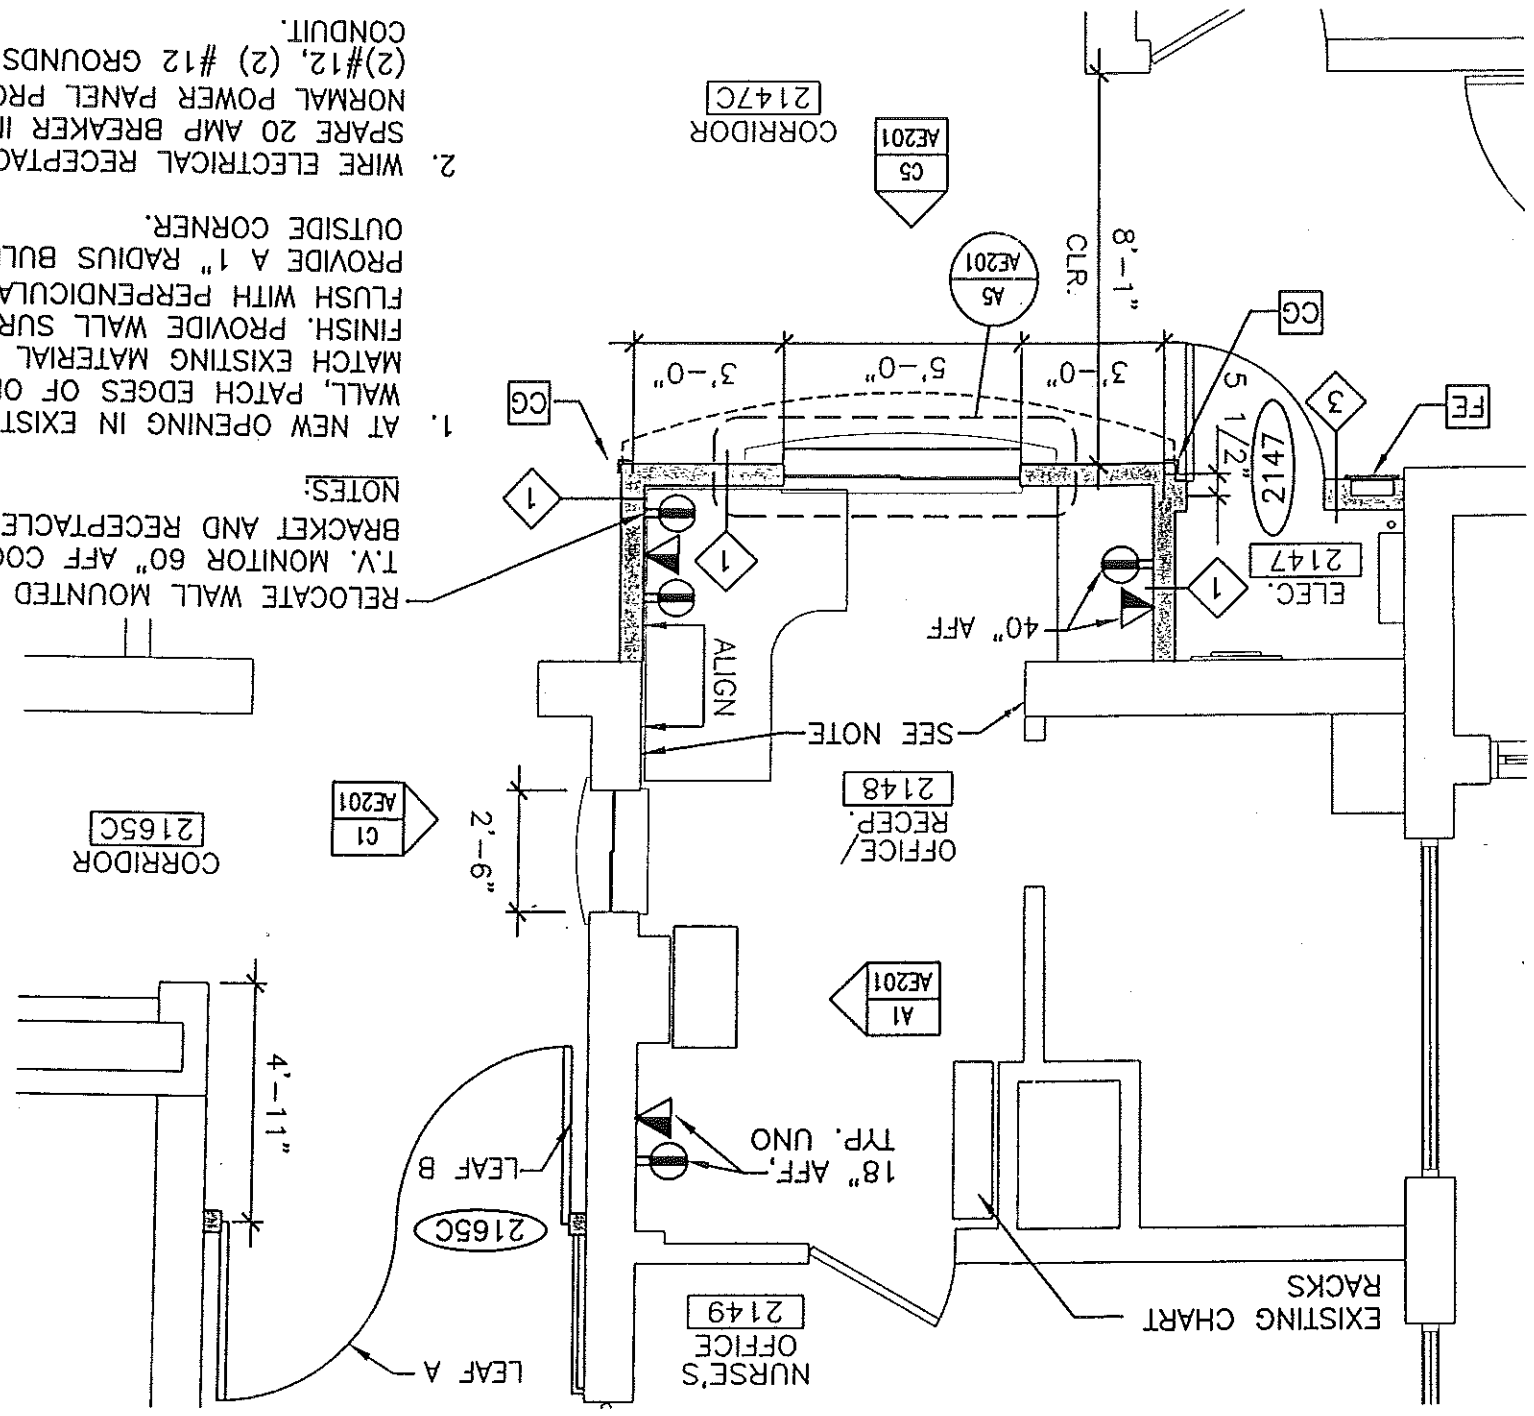 EXISTING CHART
RACKS
NURSE'S
OFFICE
2149
LEAF A
2165C
LEAF B
18" AFF,
TYP. UNO
4'-11"
A1
AE201
OFFICE/
RECEP.
2148
2'-6"
C1
AE201
CORRIDOR
2165C
SEE NOTE
ALIGN
40" AFF
ELEC.
2147
1
1
1
RELOCATE WALL MOUNTED
T.V. MONITOR 60" AFF COO
BRACKET AND RECEPTACLE
FE
3
2147
5 1/2"
CG
3'-0"
5'-0"
3'-0"
CG
8'-1"
CLR.
A5
AE201
C5
AE201
CORRIDOR
2147C
NOTES:
1. AT NEW OPENING IN EXIST
WALL, PATCH EDGES OF
MATCH EXISTING MATERIAL
FINISH. PROVIDE WALL SUR
FLUSH WITH PERPENDICULA
PROVIDE A 1" RADIUS BULL
OUTSIDE CORNER.
2. WIRE ELECTRICAL RECEPTAC
SPARE 20 AMP BREAKER
NORMAL POWER PANEL PRO
(2)#12, (2) #12 GROUNDS
CONDUIT.